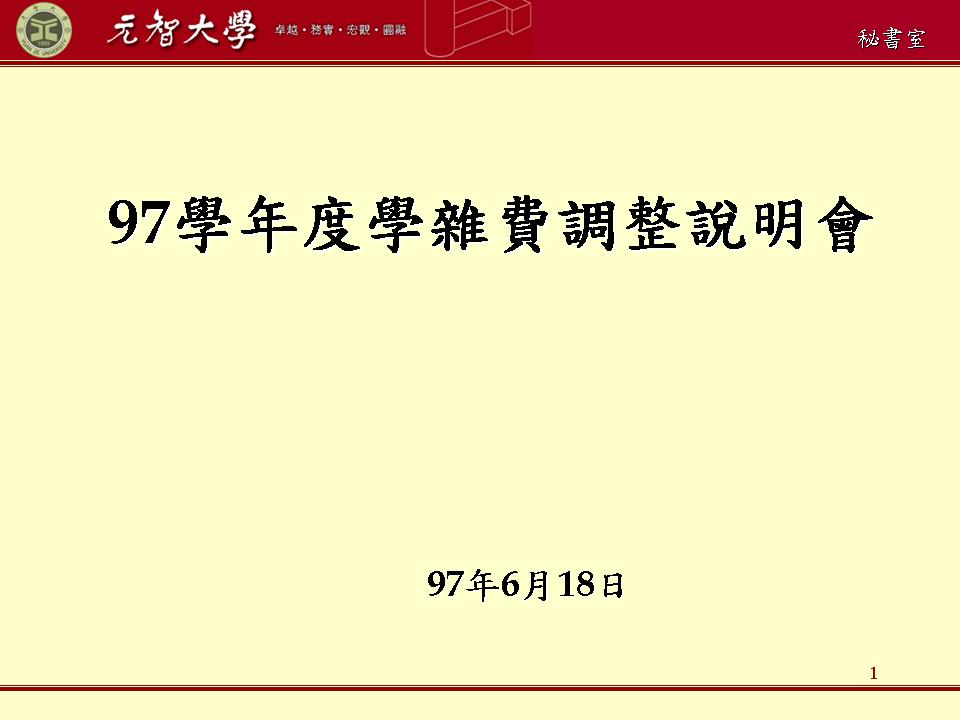 元智大學 卓越・務實・宏觀・圓融
秘書室
97學年度學雜費調整說明會
97年6月18日
1